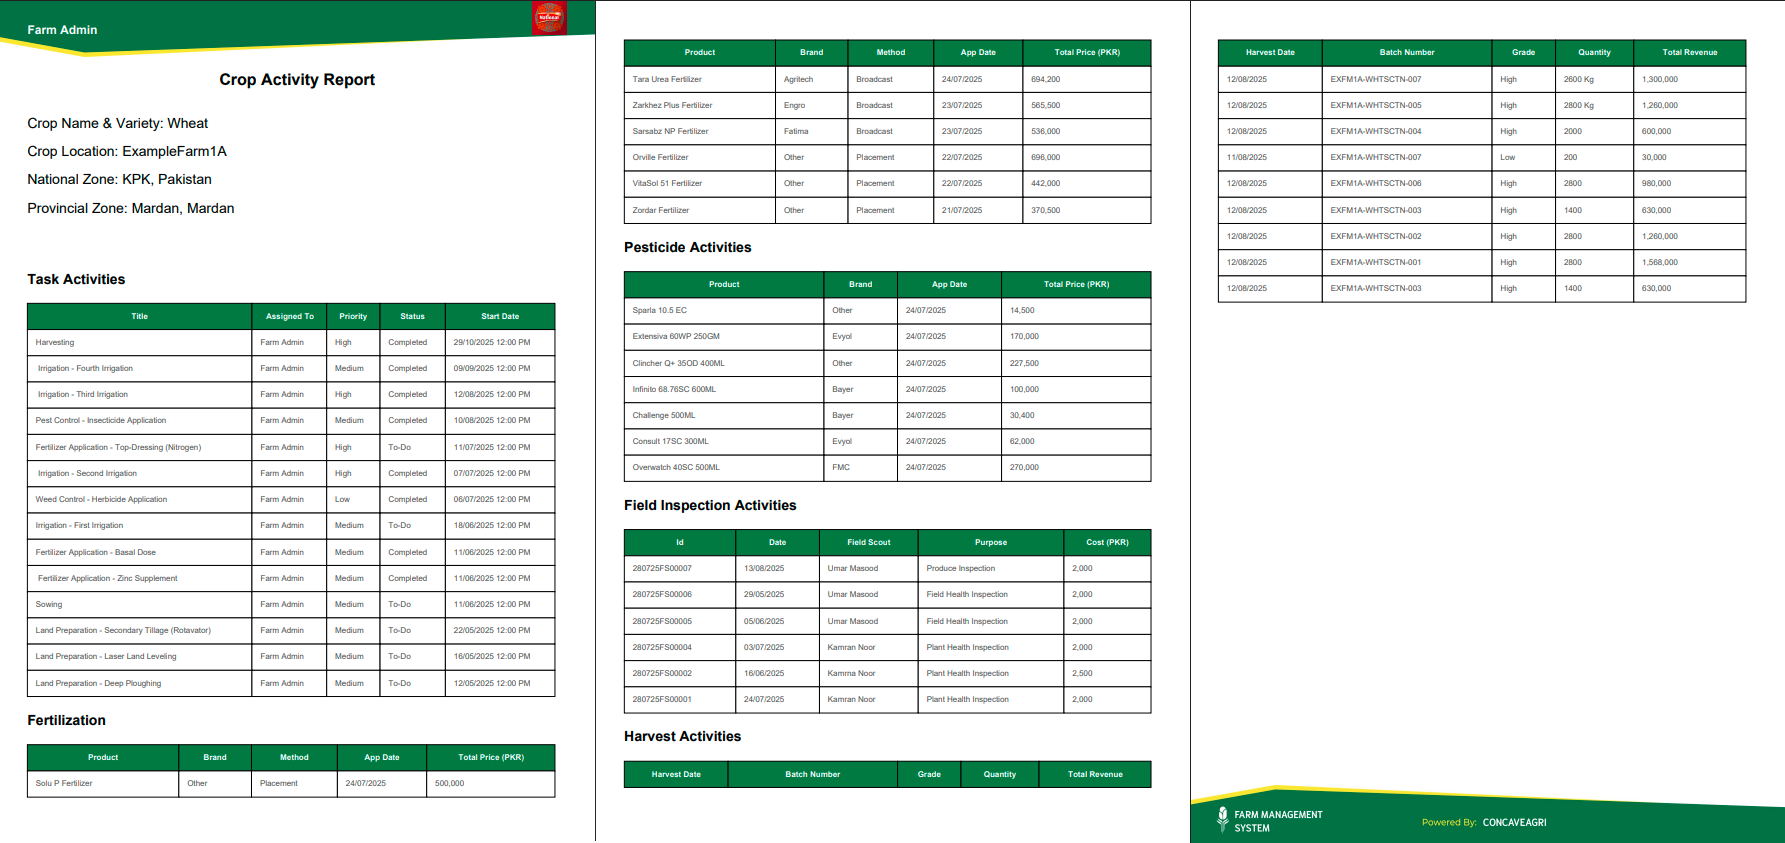 Farm Admin
National
Crop Activity Report
Crop Name & Variety: Wheat
Crop Location: ExampleFarm1A
National Zone: KPK, Pakistan
Provincial Zone: Mardan, Mardan
Task Activities
Title Assigned To Priority Status Start Date
Harvesting Farm Admin High Completed 29/10/2025 12:00 PM
Irrigation - Fourth Irrigation Farm Admin Medium Completed 09/09/2025 12:00 PM
Irrigation - Third Irrigation Farm Admin High Completed 12/08/2025 12:00 PM
Pest Control - Insecticide Application Farm Admin Medium Completed 10/08/2025 12:00 PM
Fertilizer Application - Top-Dressing (Nitrogen) Farm Admin High To-Do 11/07/2025 12:00 PM
Irrigation - Second Irrigation Farm Admin High Completed 07/07/2025 12:00 PM
Weed Control - Herbicide Application Farm Admin Low Completed 06/07/2025 12:00 PM
Irrigation - First Irrigation Farm Admin Medium To-Do 18/06/2025 12:00 PM
Fertilizer Application - Basal Dose Farm Admin Medium Completed 11/06/2025 12:00 PM
Fertilizer Application - Zinc Supplement Farm Admin Medium Completed 11/06/2025 12:00 PM
Sowing Farm Admin Medium To-Do 11/06/2025 12:00 PM
Land Preparation - Secondary Tillage (Rotavator) Farm Admin Medium To-Do 22/05/2025 12:00 PM
Land Preparation - Laser Land Leveling Farm Admin Medium To-Do 16/05/2025 12:00 PM
Land Preparation - Deep Ploughing Farm Admin Medium To-Do 12/05/2025 12:00 PM
Fertilization
Product Brand Method App Date Total Price (PKR)
Solu P Fertilizer Other Placement 24/07/2025 500,000
Product Brand Method App Date Total Price (PKR)
Tara Urea Fertilizer Agritech Broadcast 24/07/2025 694,200
Zarkhez Plus Fertilizer Engro Broadcast 23/07/2025 565,500
Sarsabz NP Fertilizer Fatima Broadcast 23/07/2025 536,000
Orville Fertilizer Other Placement 22/07/2025 696,000
VitaSol 51 Fertilizer Other Placement 22/07/2025 442,000
Zordar Fertilizer Other Placement 21/07/2025 370,500
Pesticide Activities
Product Brand App Date Total Price (PKR)
Sparla 10.5 EC Other 24/07/2025 14,500
Extensiva 60WP 250GM Evyol 24/07/2025 170,000
Clincher Q+ 35OD 400ML Other 24/07/2025 227,500
Infinito 68.76SC 600ML Bayer 24/07/2025 100,000
Challenge 500ML Bayer 24/07/2025 30,400
Consult 17SC 300ML Evyol 24/07/2025 62,000
Overwatch 40SC 500ML FMC 24/07/2025 270,000
Field Inspection Activities
Id Date Field Scout Purpose Cost (PKR)
280725FS00007 13/08/2025 Umar Masood Produce Inspection 2,000
280725FS00006 29/05/2025 Umar Masood Field Health Inspection 2,000
280725FS00005 05/06/2025 Umar Masood Field Health Inspection 2,000
280725FS00004 03/07/2025 Kamran Noor Plant Health Inspection 2,000
280725FS00002 16/06/2025 Kamrna Noor Plant Health Inspection 2,500
280725FS00001 24/07/2025 Kamran Noor Plant Health Inspection 2,000
Harvest Activities
Harvest Date Batch Number Grade Quantity Total Revenue
Harvest Date Batch Number Grade Quantity Total Revenue
12/08/2025 EXFM1A-WHTSCTN-007 High 2600 Kg 1,300,000
12/08/2025 EXFM1A-WHTSCTN-005 High 2800 Kg 1,260,000
12/08/2025 EXFM1A-WHTSCTN-004 High 2000 600,000
11/08/2025 EXFM1A-WHTSCTN-007 Low 200 30,000
12/08/2025 EXFM1A-WHTSCTN-006 High 2800 980,000
12/08/2025 EXFM1A-WHTSCTN-003 High 1400 630,000
12/08/2025 EXFM1A-WHTSCTN-002 High 2800 1,260,000
12/08/2025 EXFM1A-WHTSCTN-001 High 2800 1,568,000
12/08/2025 EXFM1A-WHTSCTN-003 High 1400 630,000
FARM MANAGEMENT
SYSTEM
Powered By: CONCAVEAGRI